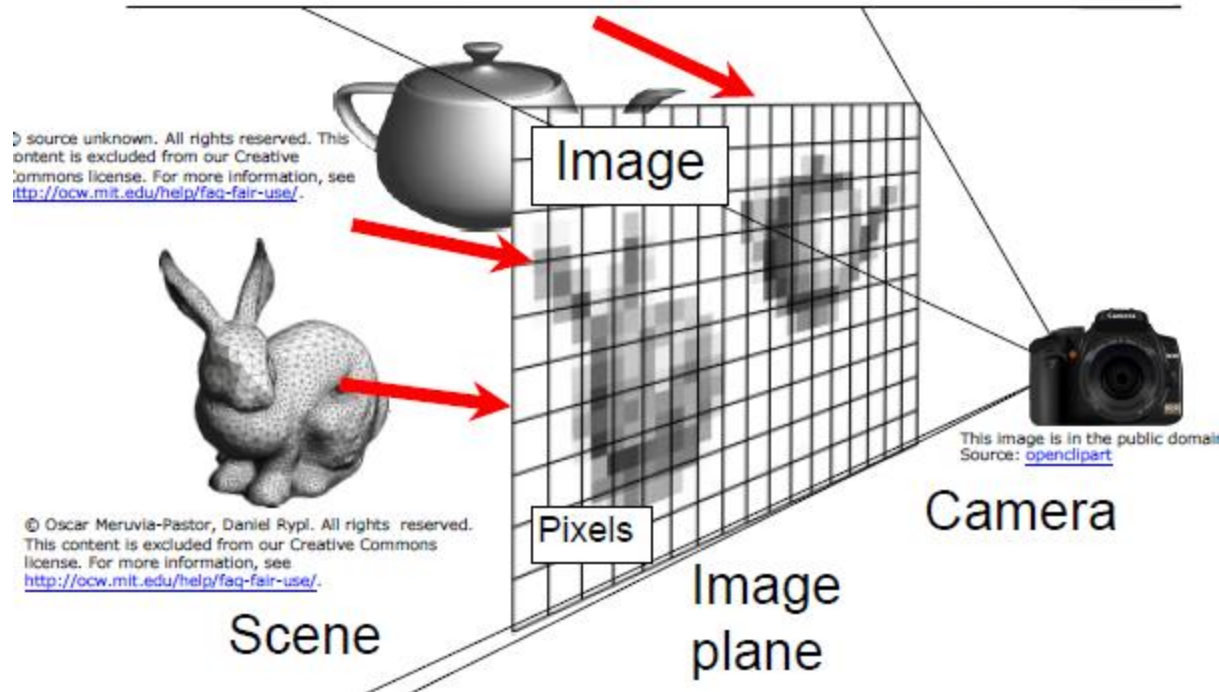 © source unknown. All rights reserved. This
content is excluded from our Creative
Commons license. For more information, see
http://ocw.mit.edu/help/faq-fair-use/.
Image
Camera
This image is in the public domain
Source: openclipart
Camera
© Oscar Meruvia-Pastor, Daniel Rypl. All rights reserved.
This content is excluded from our Creative Commons
license. For more information, see
http://ocw.mit.edu/help/faq-fair-use/.
Pixels
Image
plane
Scene